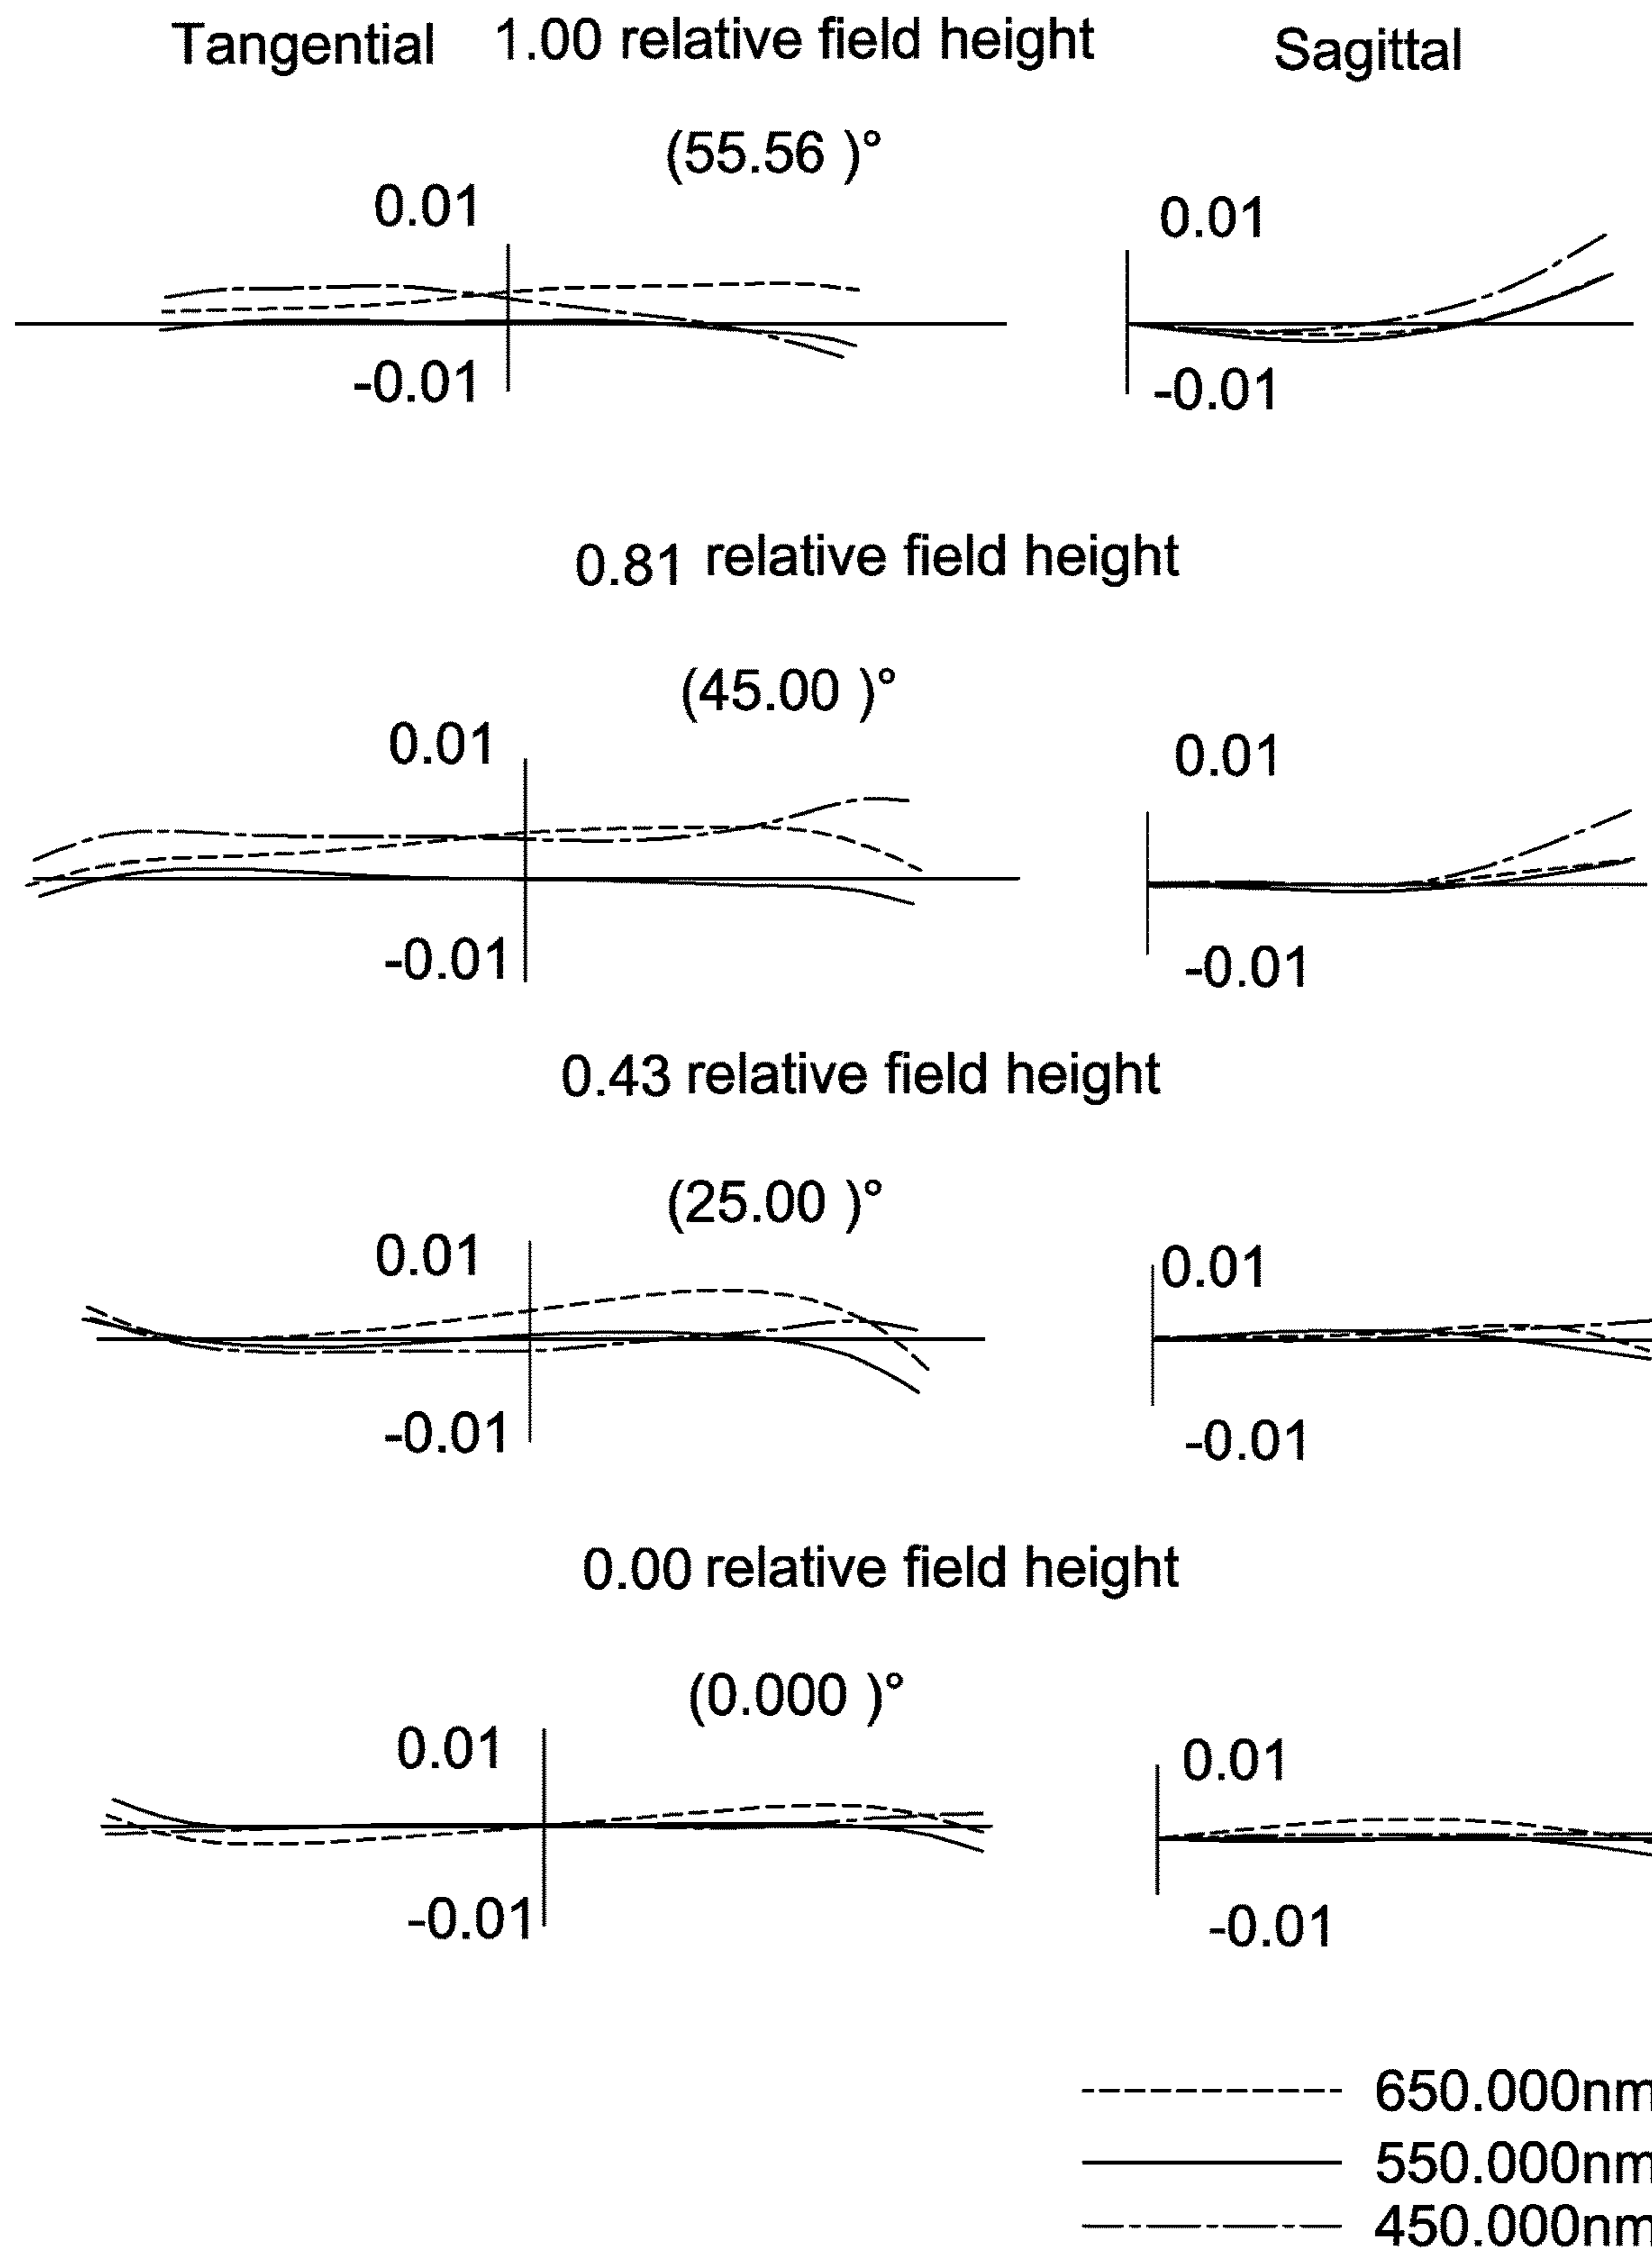 Tangential 1.00 relative field height Sagittal
(55.56 )°
0.01 0.01
-0.01 -0.01
0.81 relative field height
(45.00 )°
0.01 0.01
-0.01 -0.01
0.43 relative field height
(25.00 )°
0.01 0.01
-0.01 -0.01
0.00 relative field height
(0.000 )°
0.01 0.01
-0.01 -0.01
650.000nm
550.000nm
450.000nm